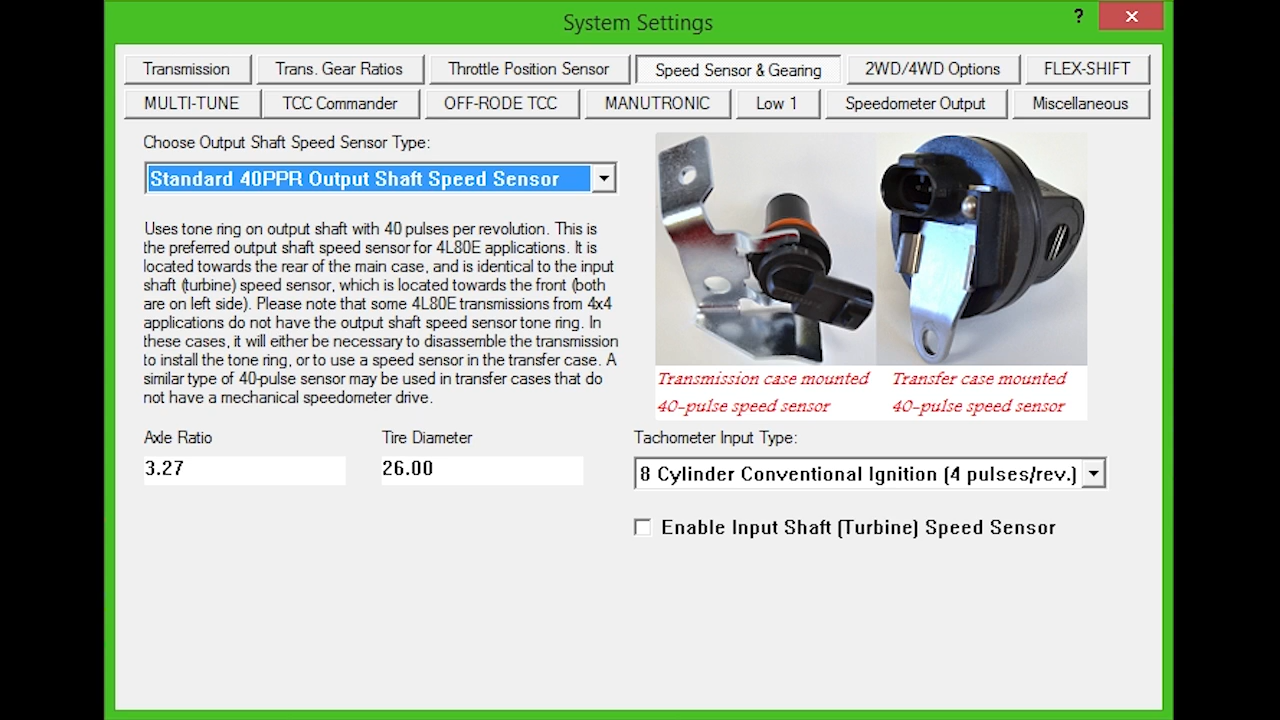 System Settings
?
Transmission
Trans. Gear Ratios
Throttle Position Sensor
Speed Sensor & Gearing
2WD/4WD Options
FLEX-SHIFT
MULTI-TUNE
TCC Commander
OFF-RODE TCC
MANUTRONIC
Low 1
Speedometer Output
Miscellaneous
Choose Output Shaft Speed Sensor Type:
Standard 40PPR Output Shaft Speed Sensor
Uses tone ring on output shaft with 40 pulses per revolution. This is
the preferred output shaft speed sensor for 4L80E applications. It is
located towards the rear of the main case, and is identical to the input
shaft (turbine) speed sensor, which is located towards the front (both
are on left side). Please note that some 4L80E transmissions from 4x4
applications do not have the output shaft speed sensor tone ring. In
these cases, it will either be necessary to disassemble the transmission
to install the tone ring, or to use a speed sensor in the transfer case. A
similar type of 40-pulse sensor may be used in transfer cases that do
not have a mechanical speedometer drive.
Transmission case mounted
40-pulse speed sensor
Transfer case mounted
40-pulse speed sensor
Axle Ratio
3.27
Tire Diameter
26.00
Tachometer Input Type:
8 Cylinder Conventional Ignition (4 pulses/rev.)
Enable Input Shaft (Turbine) Speed Sensor